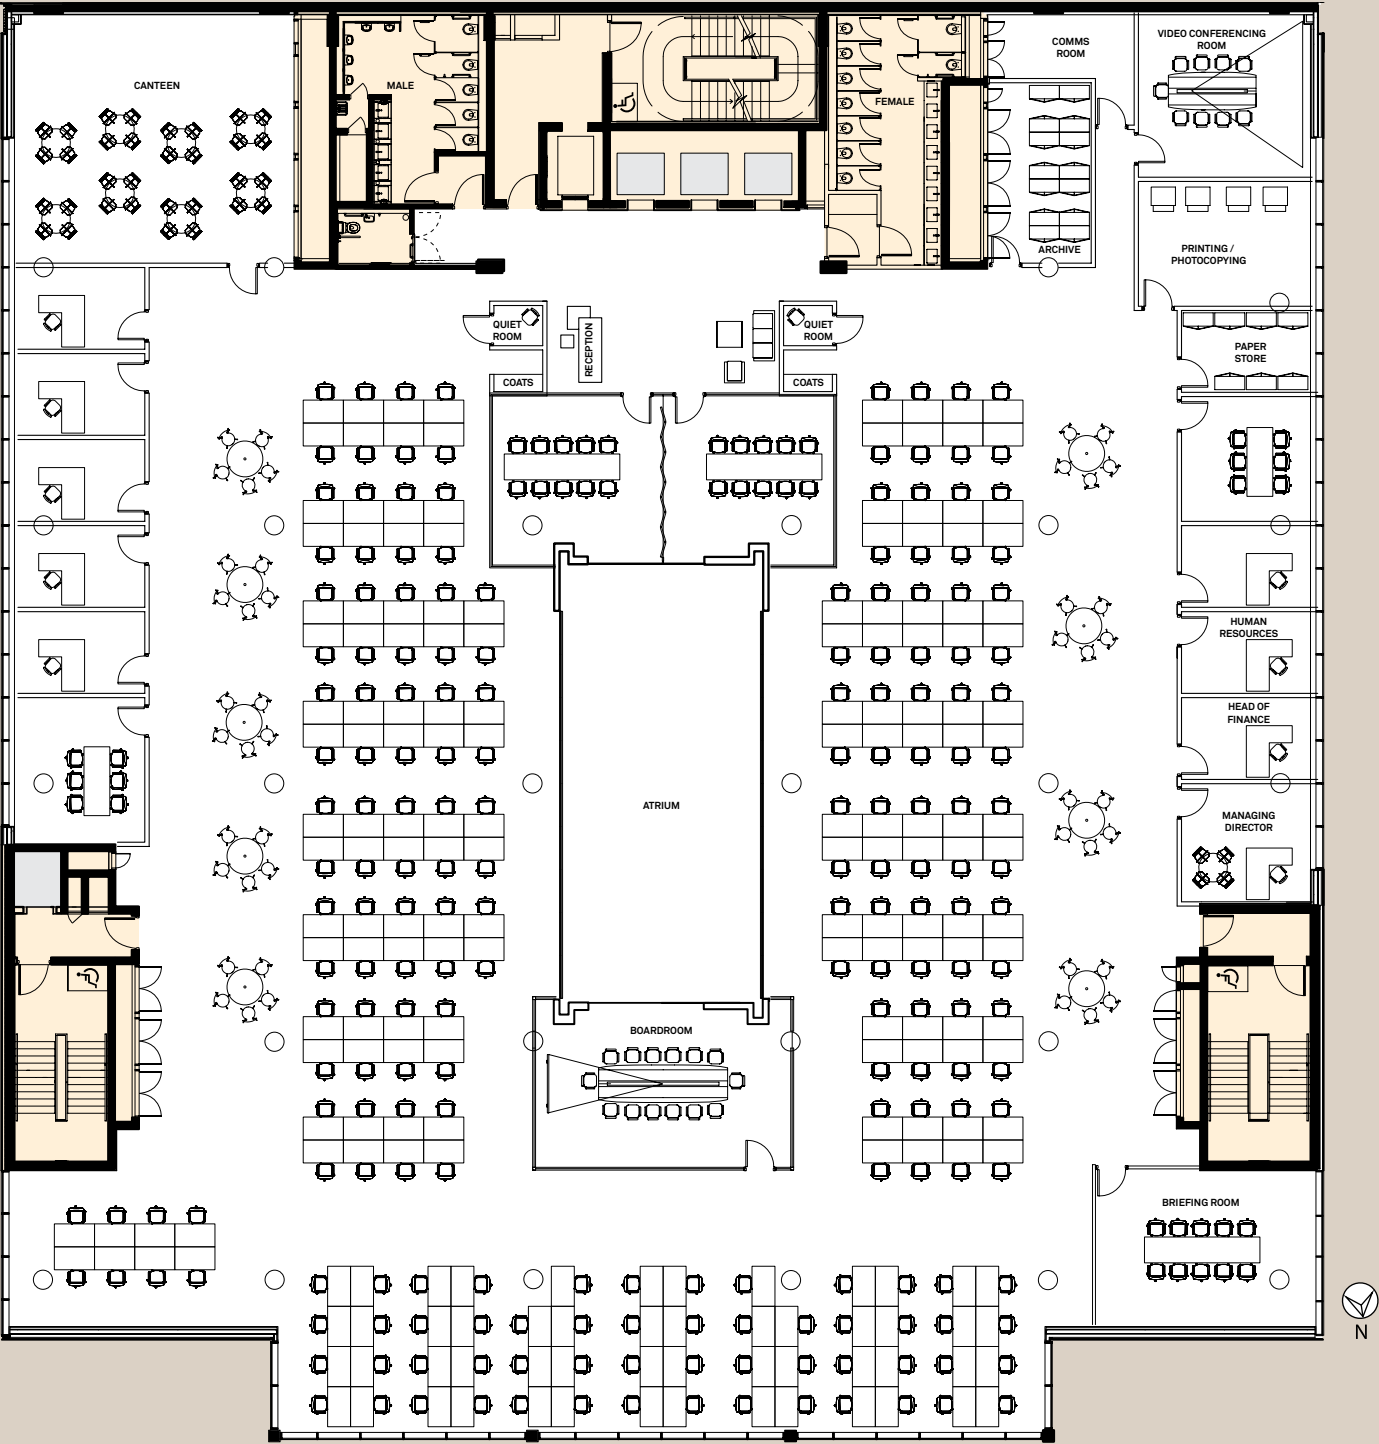 CANTEEN
MALE
FEMALE
COMMS
ROOM
VIDEO CONFERENCING
ROOM
ARCHIVE
PRINTING /
PHOTOCOPYING
QUIET
ROOM
RECEPTION
QUIET
ROOM
COATS
COATS
PAPER
STORE
HUMAN
RESOURCES
HEAD OF
FINANCE
ATRIUM
MANAGING
DIRECTOR
BOARDROOM
BRIEFING ROOM
N